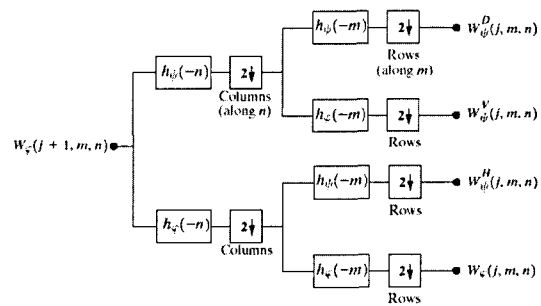 h_ψ(−m) 2↓ W_ψ^D(j, m, n)
Rows
(along m)
h_ψ(−n) 2↓
Columns
(along n)
h_φ(−m) 2↓ W_ψ^V(j, m, n)
Rows
W_φ(j + 1, m, n)
h_ψ(−m) 2↓ W_ψ^H(j, m, n)
Rows
h_φ(−n) 2↓
Columns
h_φ(−m) 2↓ W_φ(j, m, n)
Rows